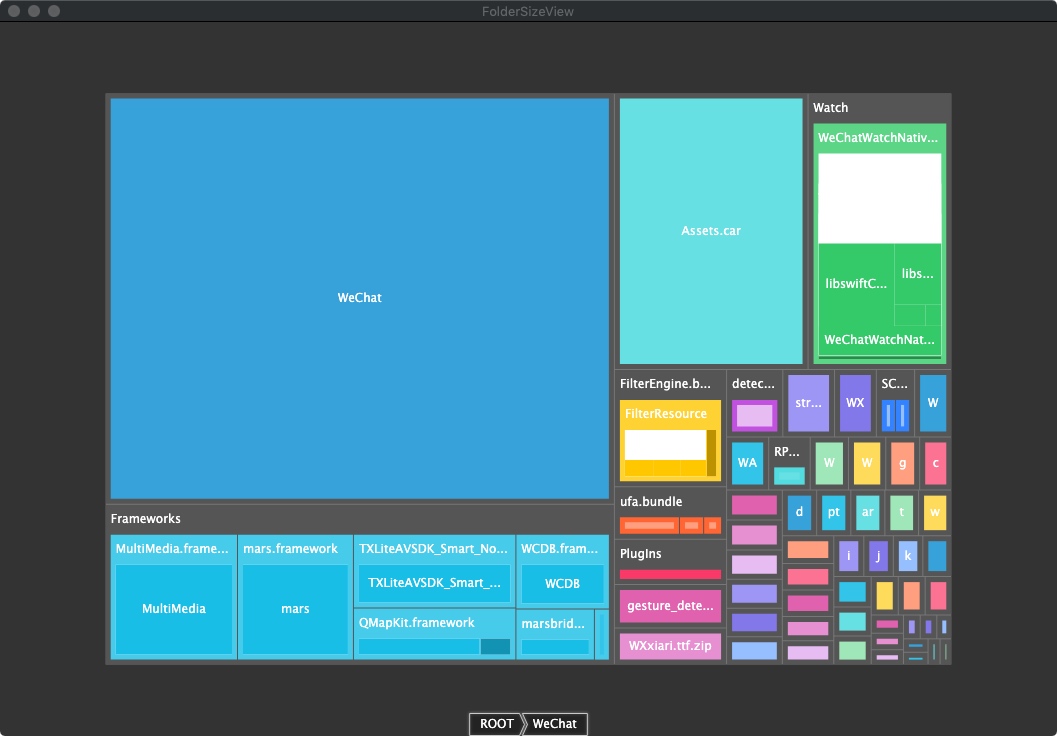 FolderSizeView
WeChat
Assets.car
Watch
WeChatWatchNativ...
libswiftC...
libs...
WeChatWatchNat...
Frameworks
MultiMedia.frame...
MultiMedia
mars.framework
mars
TXLiteAVSDK_Smart_No...
TXLiteAVSDK_Smart_...
QMapKit.framework
WCDB.fram...
WCDB
marsbrid...
FilterEngine.b...
FilterResource
ufa.bundle
PlugIns
gesture_dete...
WXxiari.ttf.zip
detec...
str...
WX
SC...
W
WA
RP...
W
W
g
c
d
pt
ar
t
w
i
j
k
ROOT
WeChat